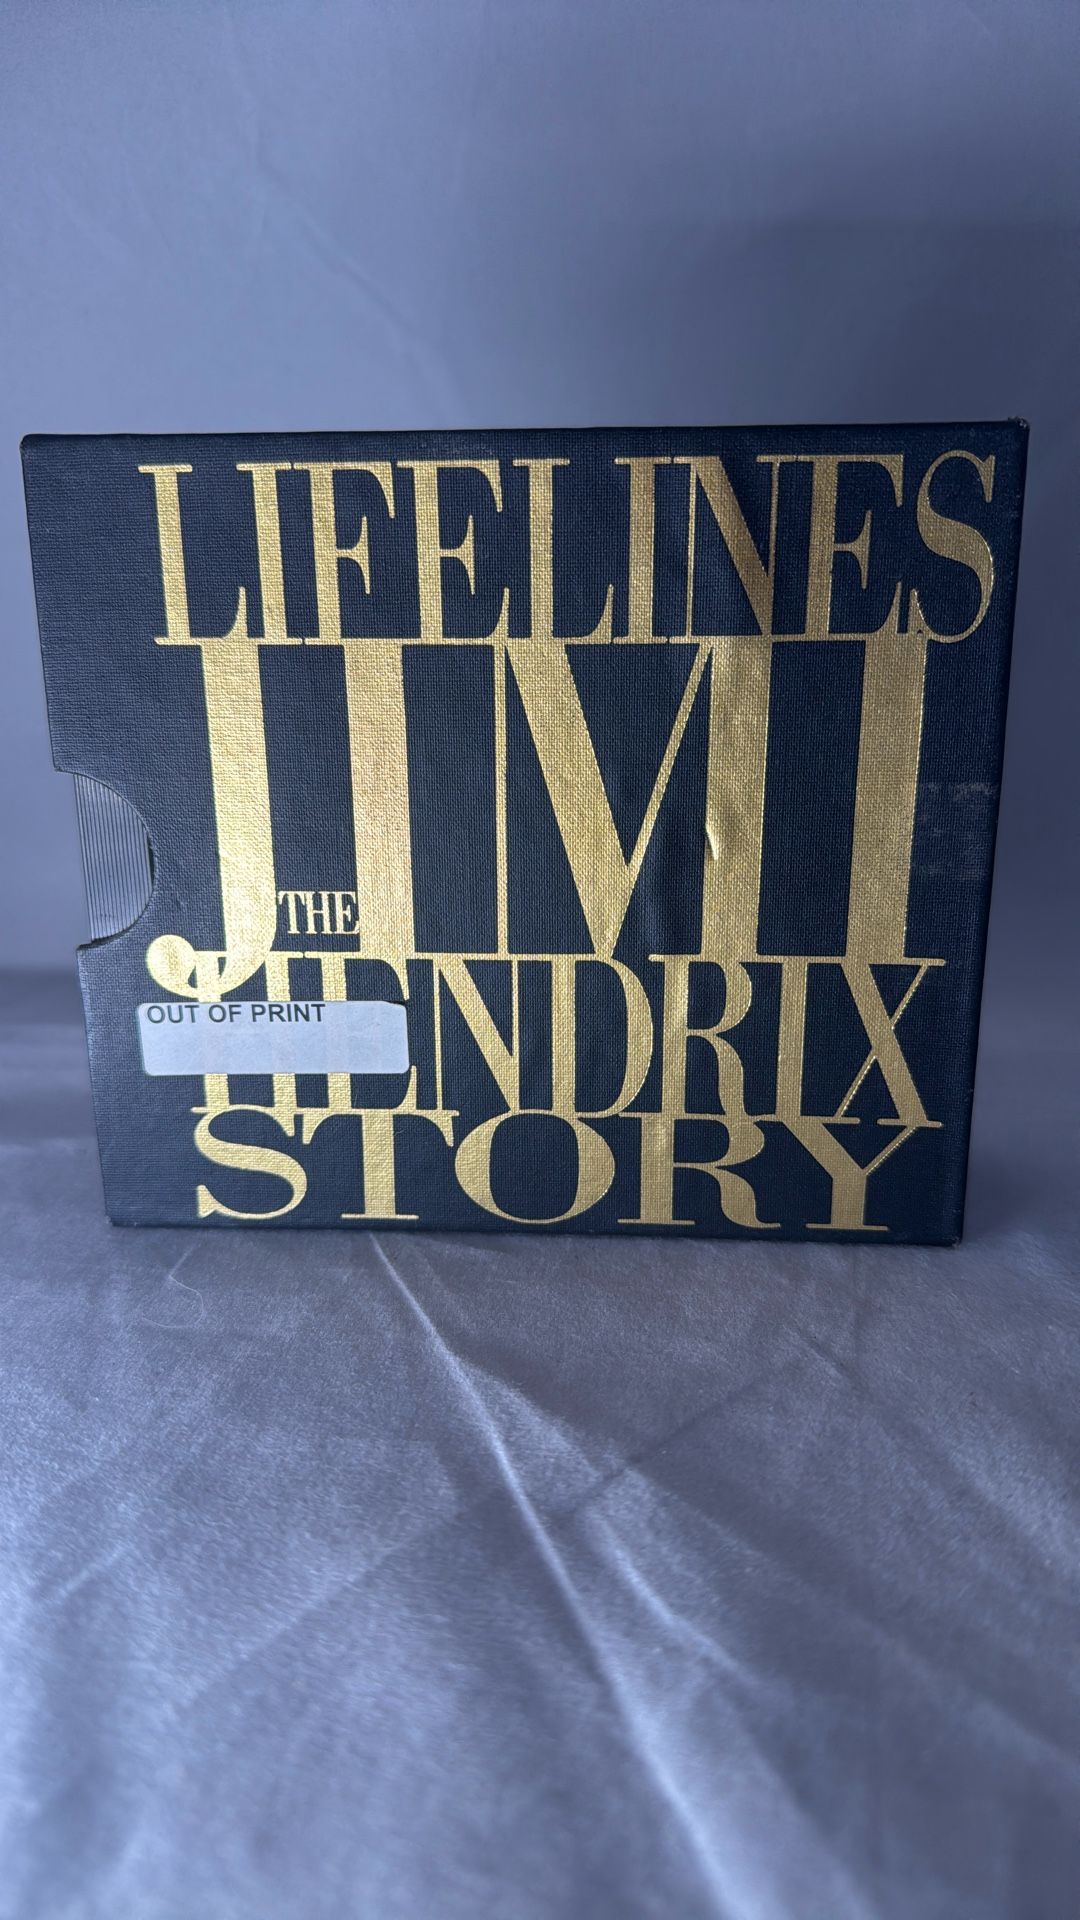 LIFELINES
JIMI
THE
HENDRIX
OUT OF PRINT
STORY